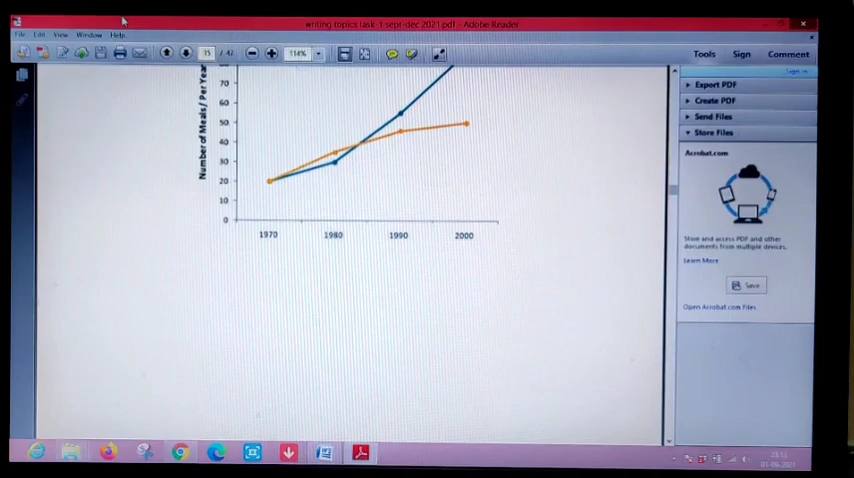 writing topics task-1 sept-dec 2021.pdf - Adobe Reader
File Edit View Window Help
15 / 42
114%
Tools Sign Comment
Sign In
Export PDF
Create PDF
Send Files
Store Files
Acrobat.com
Store and access PDF and other
documents from multiple devices.
Learn More
Save
Open Acrobat.com Files
Number of Meals/ Per Year
70
60
50
40
30
20
10
0
1970 1980 1990 2000